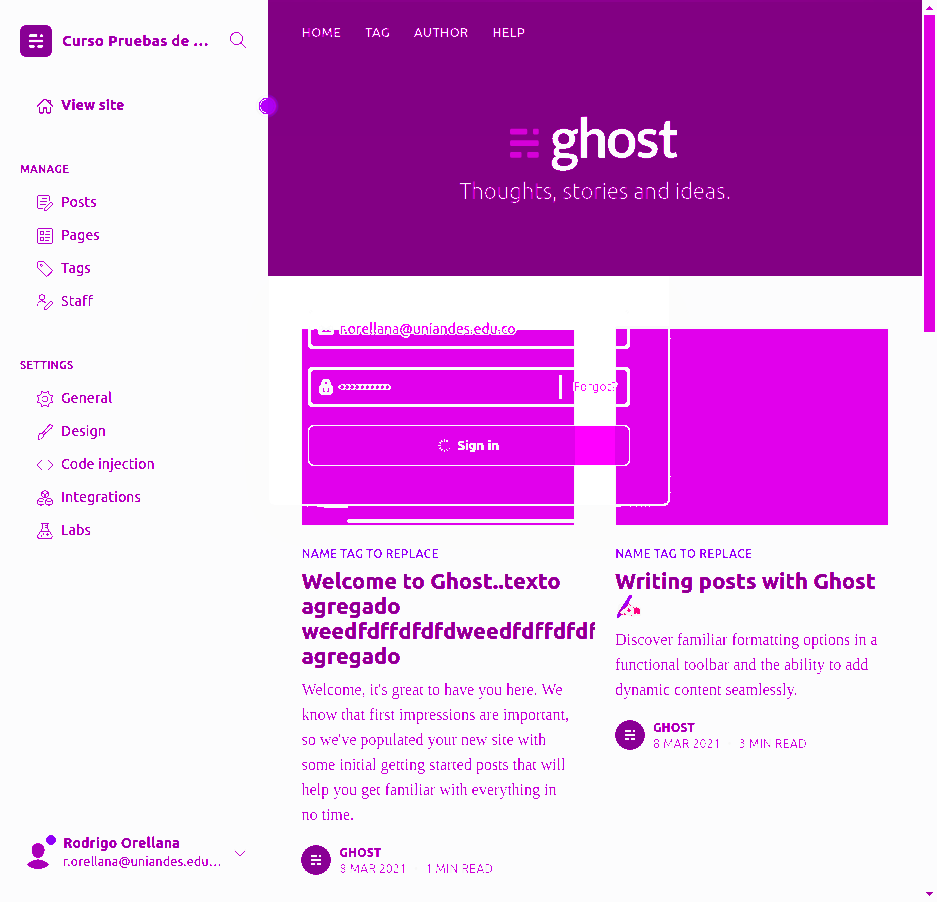 Curso Pruebas de ...
View site
MANAGE
Posts
Pages
Tags
Staff
SETTINGS
General
Design
Code injection
Integrations
Labs
Rodrigo Orellana
r.orellana@uniandes.edu...
HOME TAG AUTHOR HELP
ghost
Thoughts, stories and ideas.
r.orellana@uniandes.edu.co
Forgot?
Sign in
NAME TAG TO REPLACE
Welcome to Ghost..texto
agregado
weedfdffdfdfdweedfdffdfdf
agregado
Welcome, it's great to have you here. We
know that first impressions are important,
so we've populated your new site with
some initial getting started posts that will
help you get familiar with everything in
no time.
GHOST
8 MAR 2021 1 MIN READ
NAME TAG TO REPLACE
Writing posts with Ghost
Discover familiar formatting options in a
functional toolbar and the ability to add
dynamic content seamlessly.
GHOST
8 MAR 2021 3 MIN READ